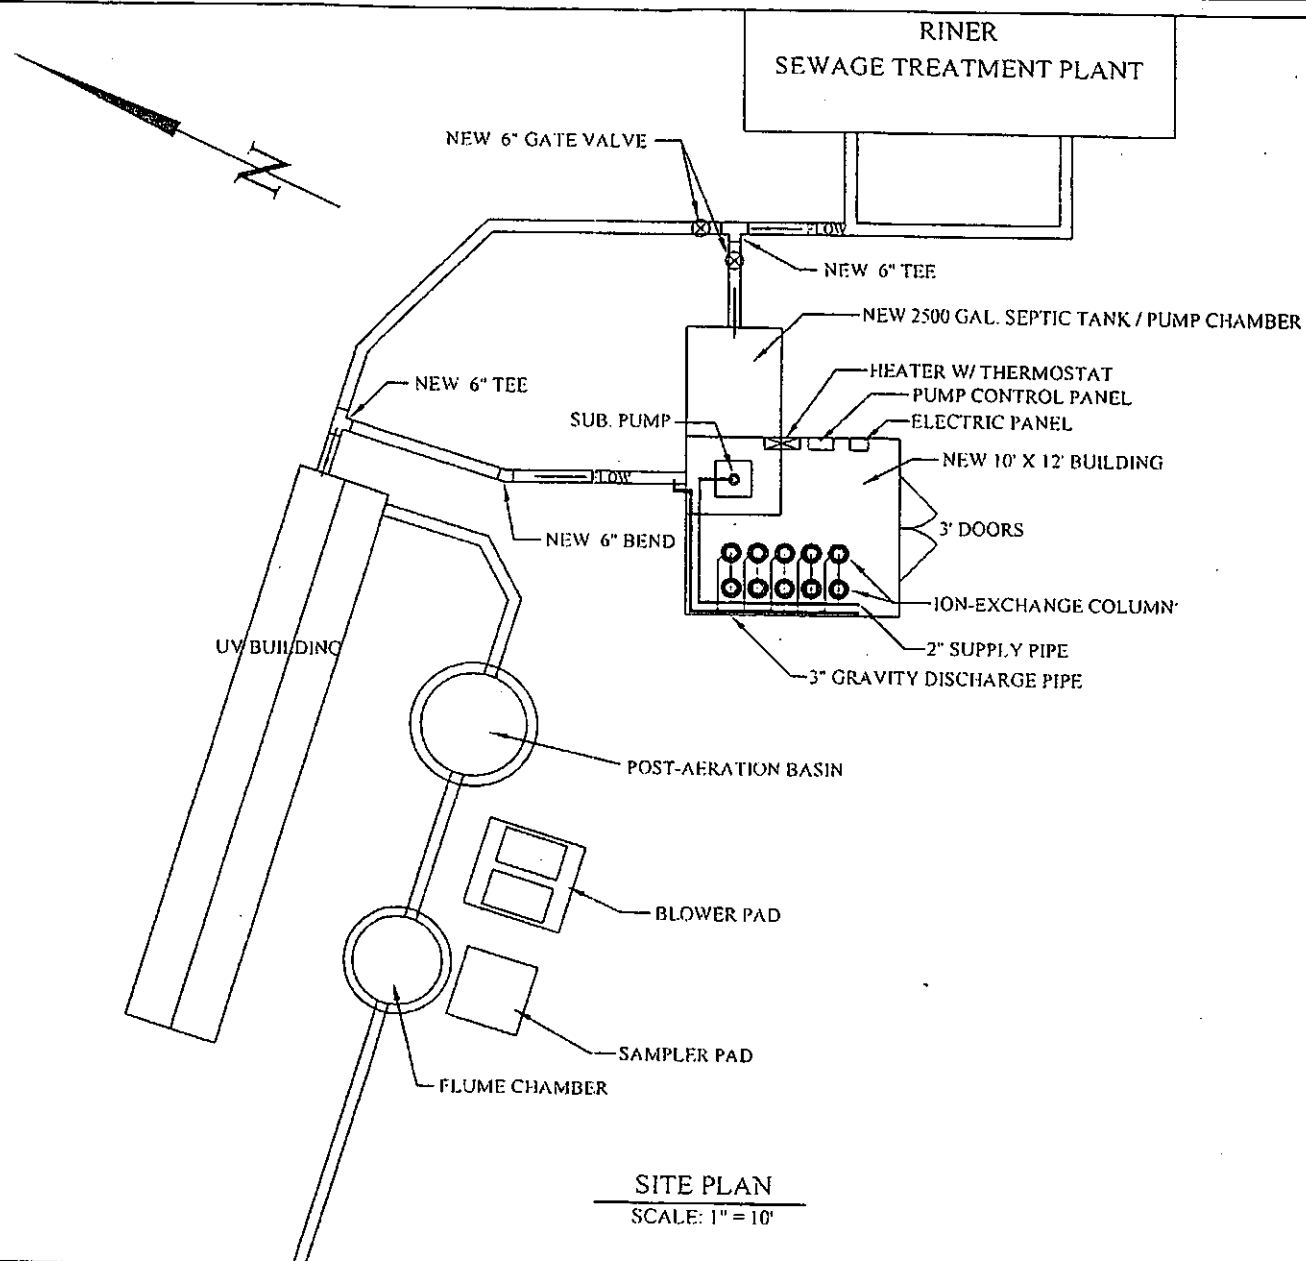 RINER
SEWAGE TREATMENT PLANT
N
NEW 6" GATE VALVE
FLOW
NEW 6" TEE
NEW 2500 GAL. SEPTIC TANK / PUMP CHAMBER
HEATER W/ THERMOSTAT
NEW 6" TEE
PUMP CONTROL PANEL
SUB. PUMP
ELECTRIC PANEL
NEW 10' X 12' BUILDING
FLOW
3' DOORS
NEW 6" BEND
ION-EXCHANGE COLUMN'
UV BUILDING
2" SUPPLY PIPE
3" GRAVITY DISCHARGE PIPE
POST-AERATION BASIN
BLOWER PAD
SAMPLER PAD
FLUME CHAMBER
SITE PLAN
SCALE: 1" = 10'